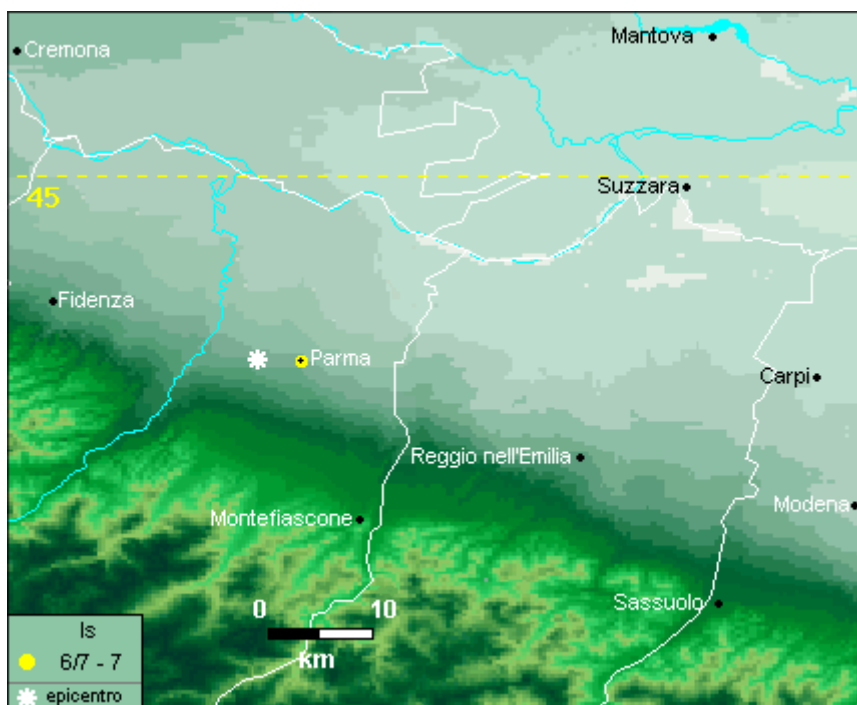 Cremona
Mantova
45
Suzzara
Fidenza
Parma
Carpi
Reggio nell'Emilia
Modena
Montefiascone
Sassuolo
0 10
km
Is
6/7 - 7
epicentro